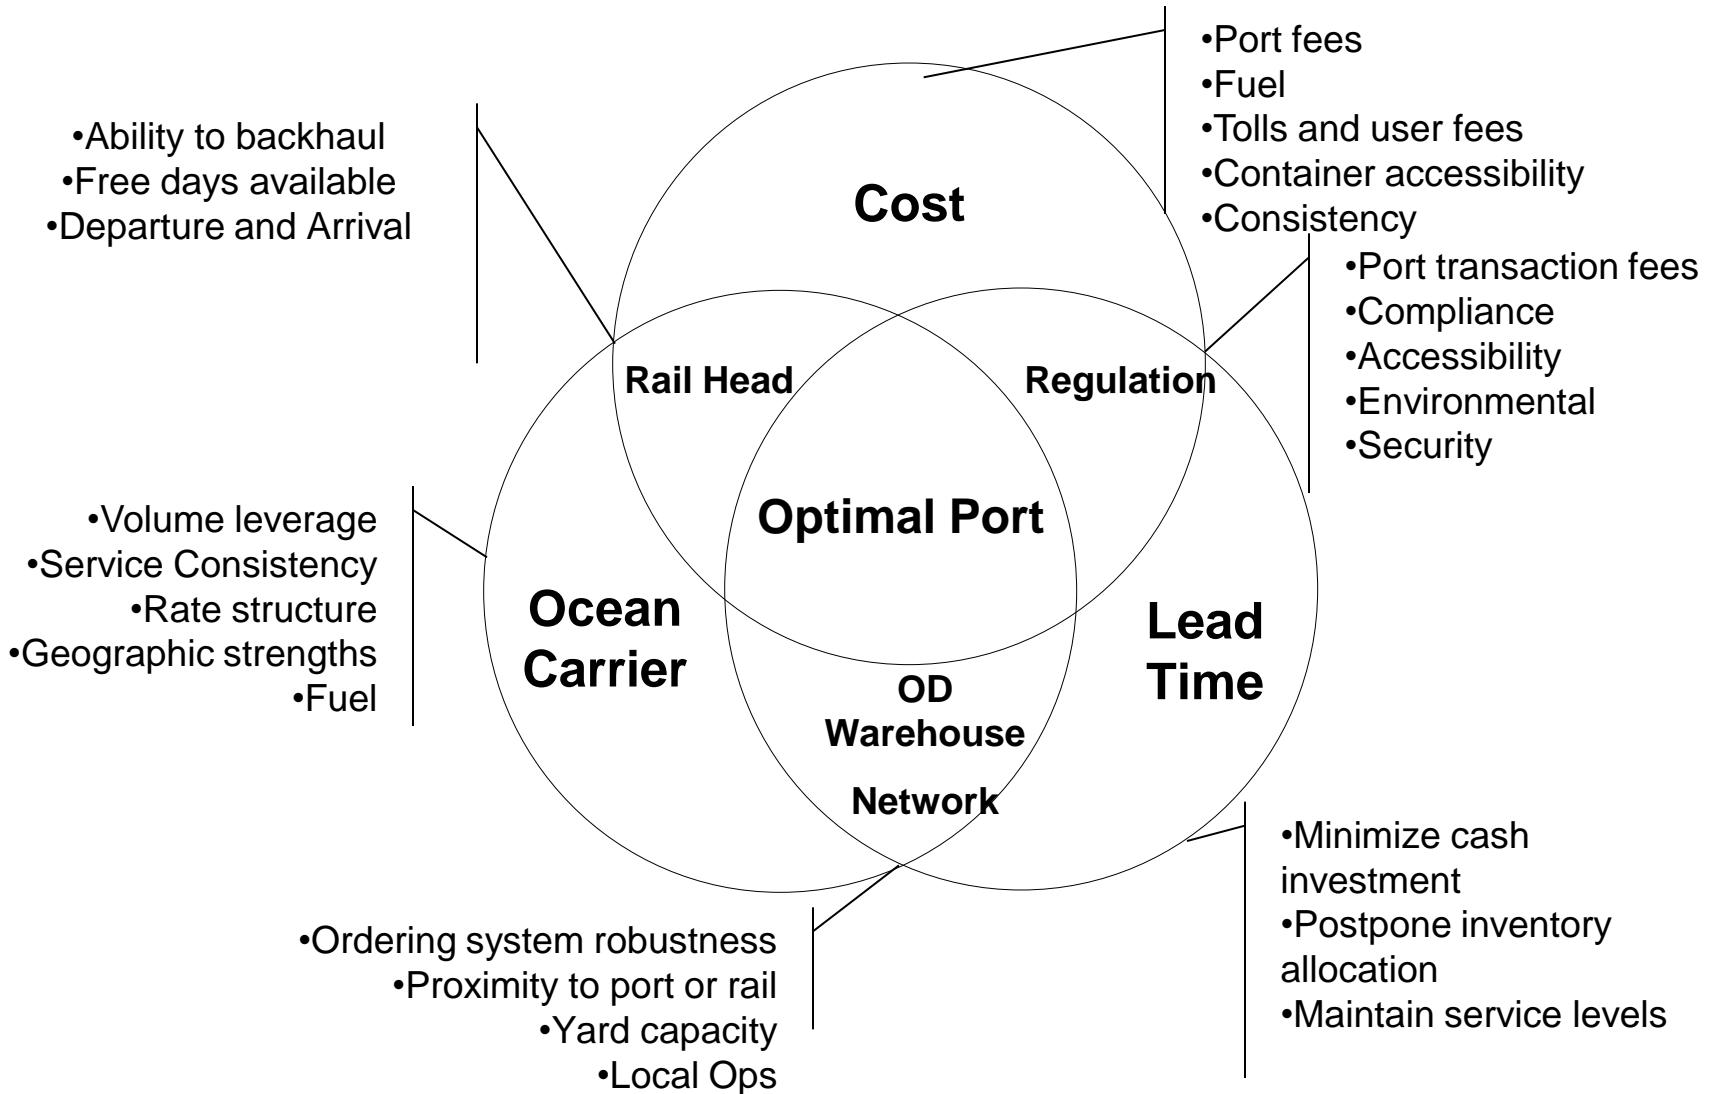 •Port fees
•Fuel
•Tolls and user fees
•Container accessibility
•Consistency
•Ability to backhaul
•Free days available
•Departure and Arrival
Cost
•Port transaction fees
•Compliance
•Accessibility
•Environmental
•Security
Rail Head
Regulation
Optimal Port
•Volume leverage
•Service Consistency
•Rate structure
•Geographic strengths
•Fuel
Ocean
Carrier
Lead
Time
OD
Warehouse
Network
•Minimize cash
investment
•Postpone inventory
allocation
•Maintain service levels
•Ordering system robustness
•Proximity to port or rail
•Yard capacity
•Local Ops